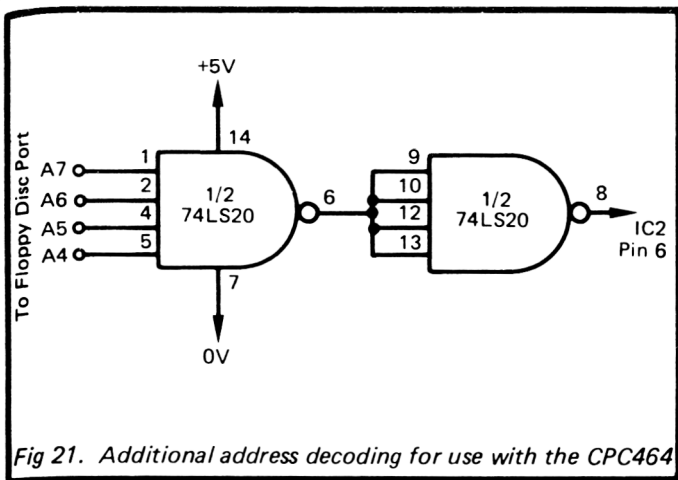 +5V
14
To Floppy Disc Port
A7
A6
A5
A4
1
2
4
5
1/2
74LS20
6
7
0V
9
10
12
13
1/2
74LS20
8
IC2
Pin 6
Fig 21. Additional address decoding for use with the CPC464